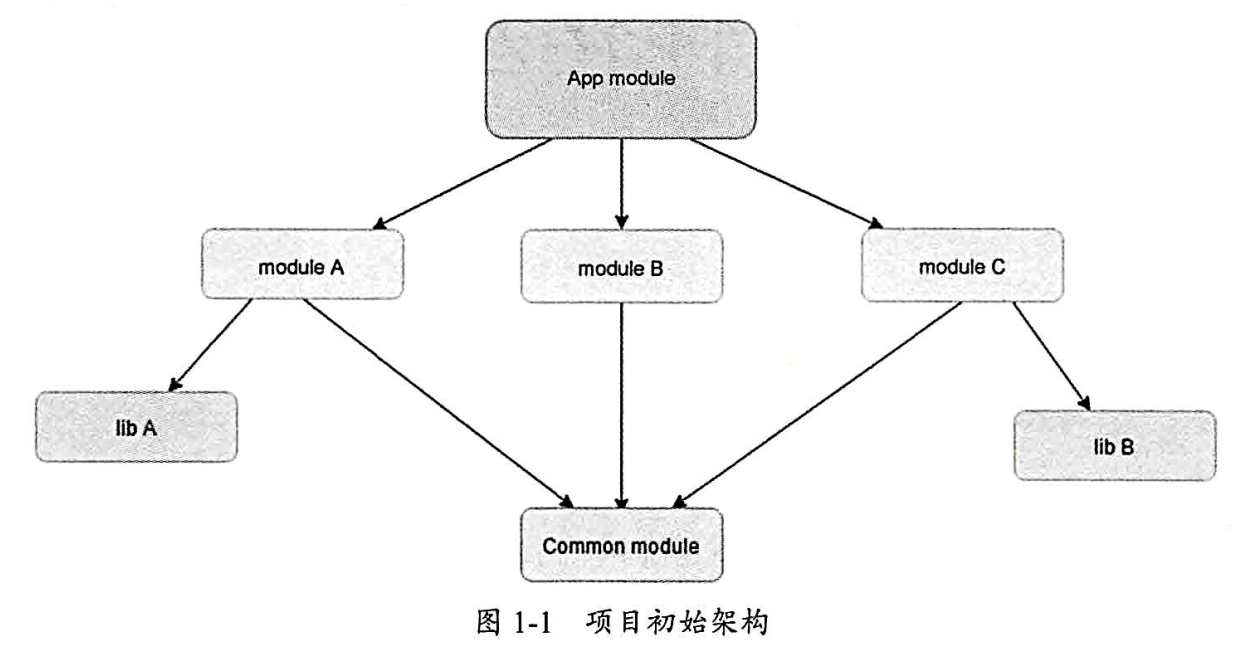 App module
module A
module B
module C
lib A
lib B
Common module
图 1-1 项目初始架构